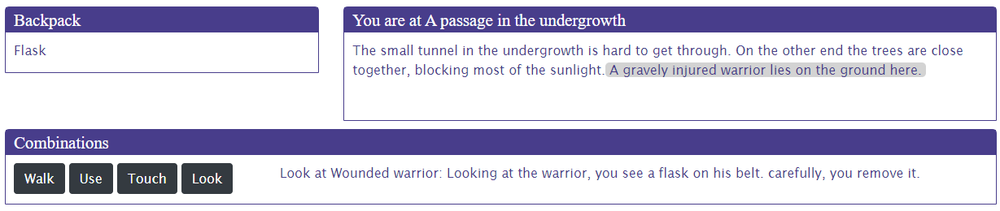 Backpack
Flask
You are at A passage in the undergrowth
The small tunnel in the undergrowth is hard to get through. On the other end the trees are close
together, blocking most of the sunlight. A gravely injured warrior lies on the ground here.
Combinations
Walk Use Touch Look
Look at Wounded warrior: Looking at the warrior, you see a flask on his belt. carefully, you remove it.